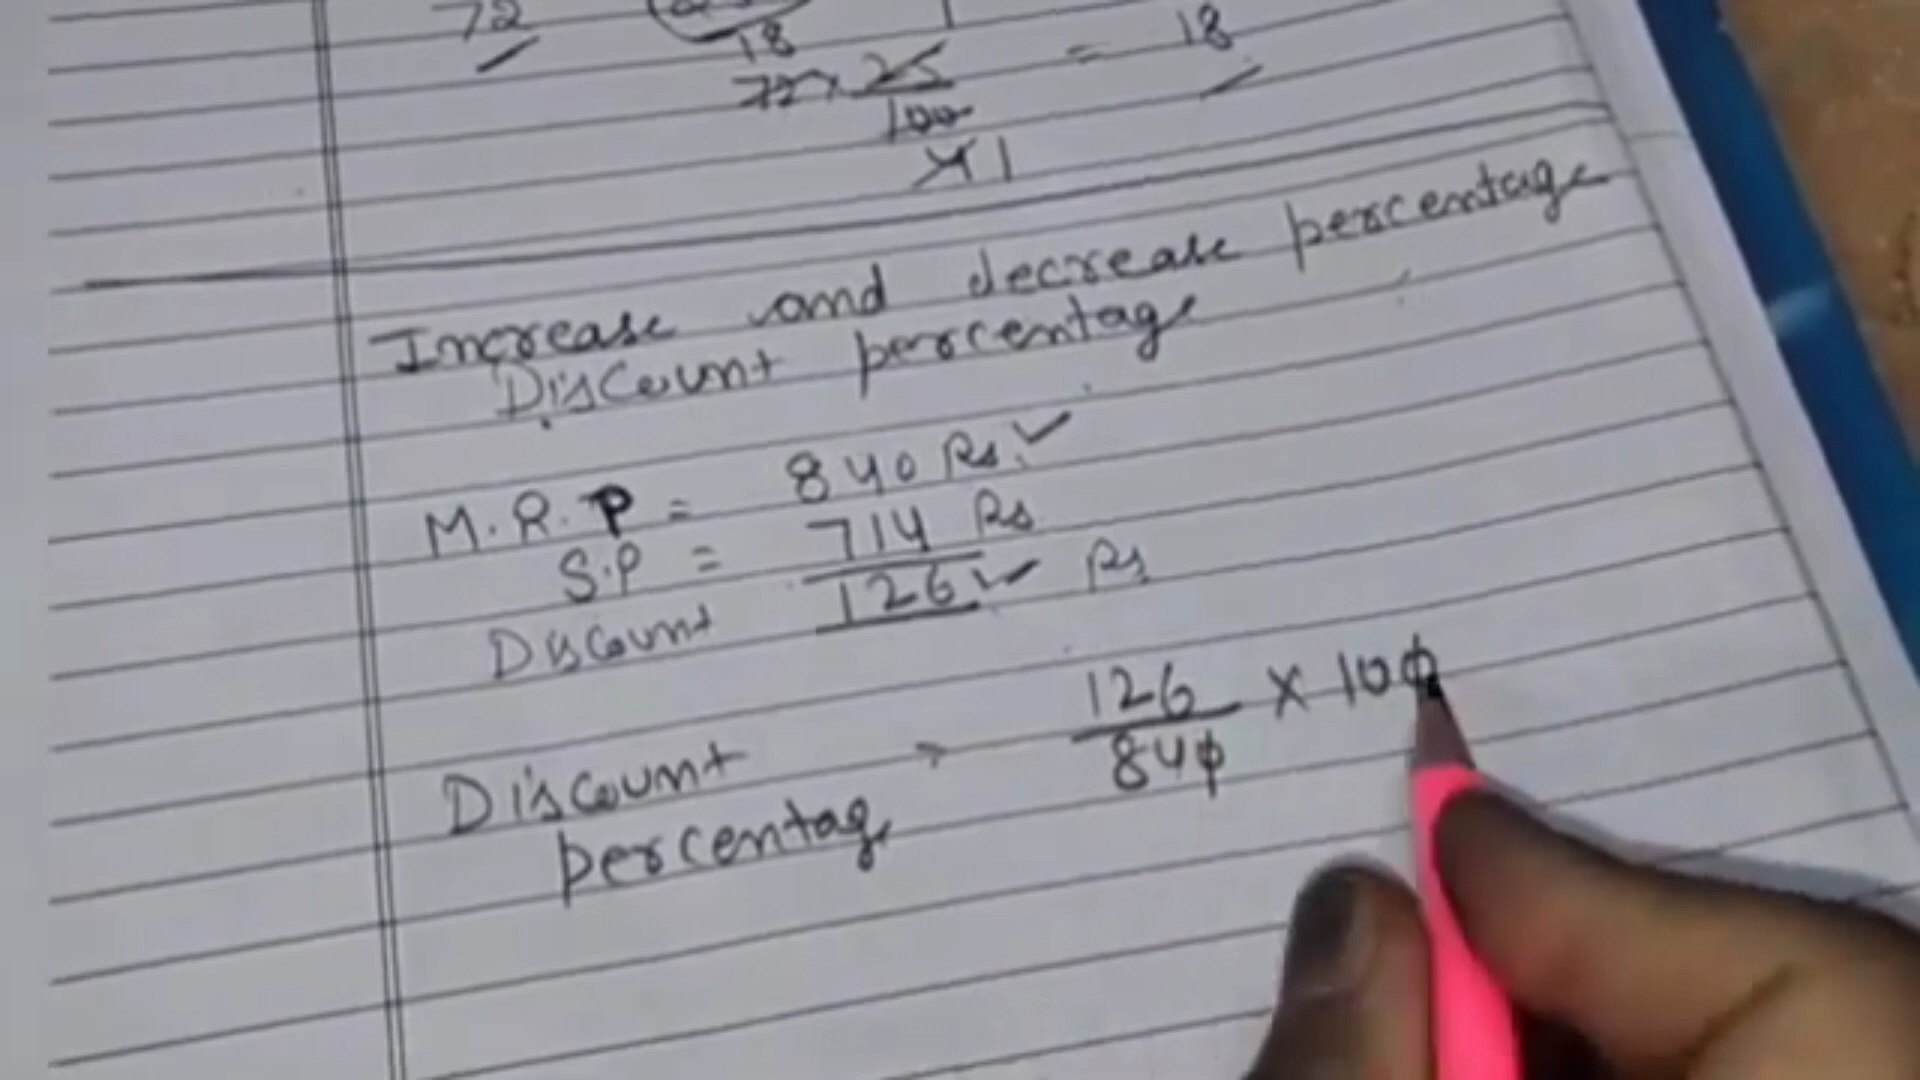 72
18
72 × 25 = 18
100
41
Increase and decrease percentage
Discount percentage
M.R.P = 840 Rs. ✓
S.P = 714 Rs
Discount 126 ✓ Rs
Discount = 126 × 100
percentage 840